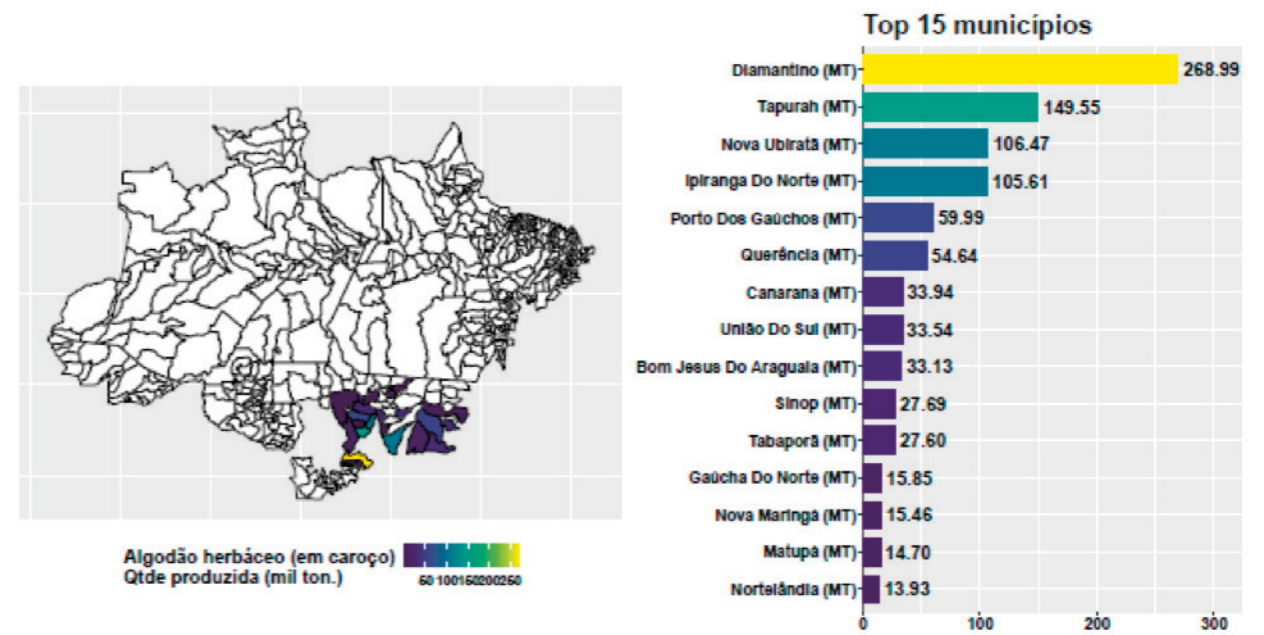 Top 15 municípios
Diamantino (MT) 268.99
Tapurah (MT) 149.55
Nova Ubiratã (MT) 106.47
Ipiranga Do Norte (MT) 105.61
Porto Dos Gaúchos (MT) 59.99
Querência (MT) 54.64
Canarana (MT) 33.94
União Do Sul (MT) 33.54
Bom Jesus Do Araguaia (MT) 33.13
Sinop (MT) 27.69
Tabaporã (MT) 27.60
Gaúcha Do Norte (MT) 15.85
Nova Maringá (MT) 15.46
Matupá (MT) 14.70
Nortelândia (MT) 13.93
0 100 200 300
Algodão herbáceo (em caroço)
Qtde produzida (mil ton.)
50 100 150 200 250